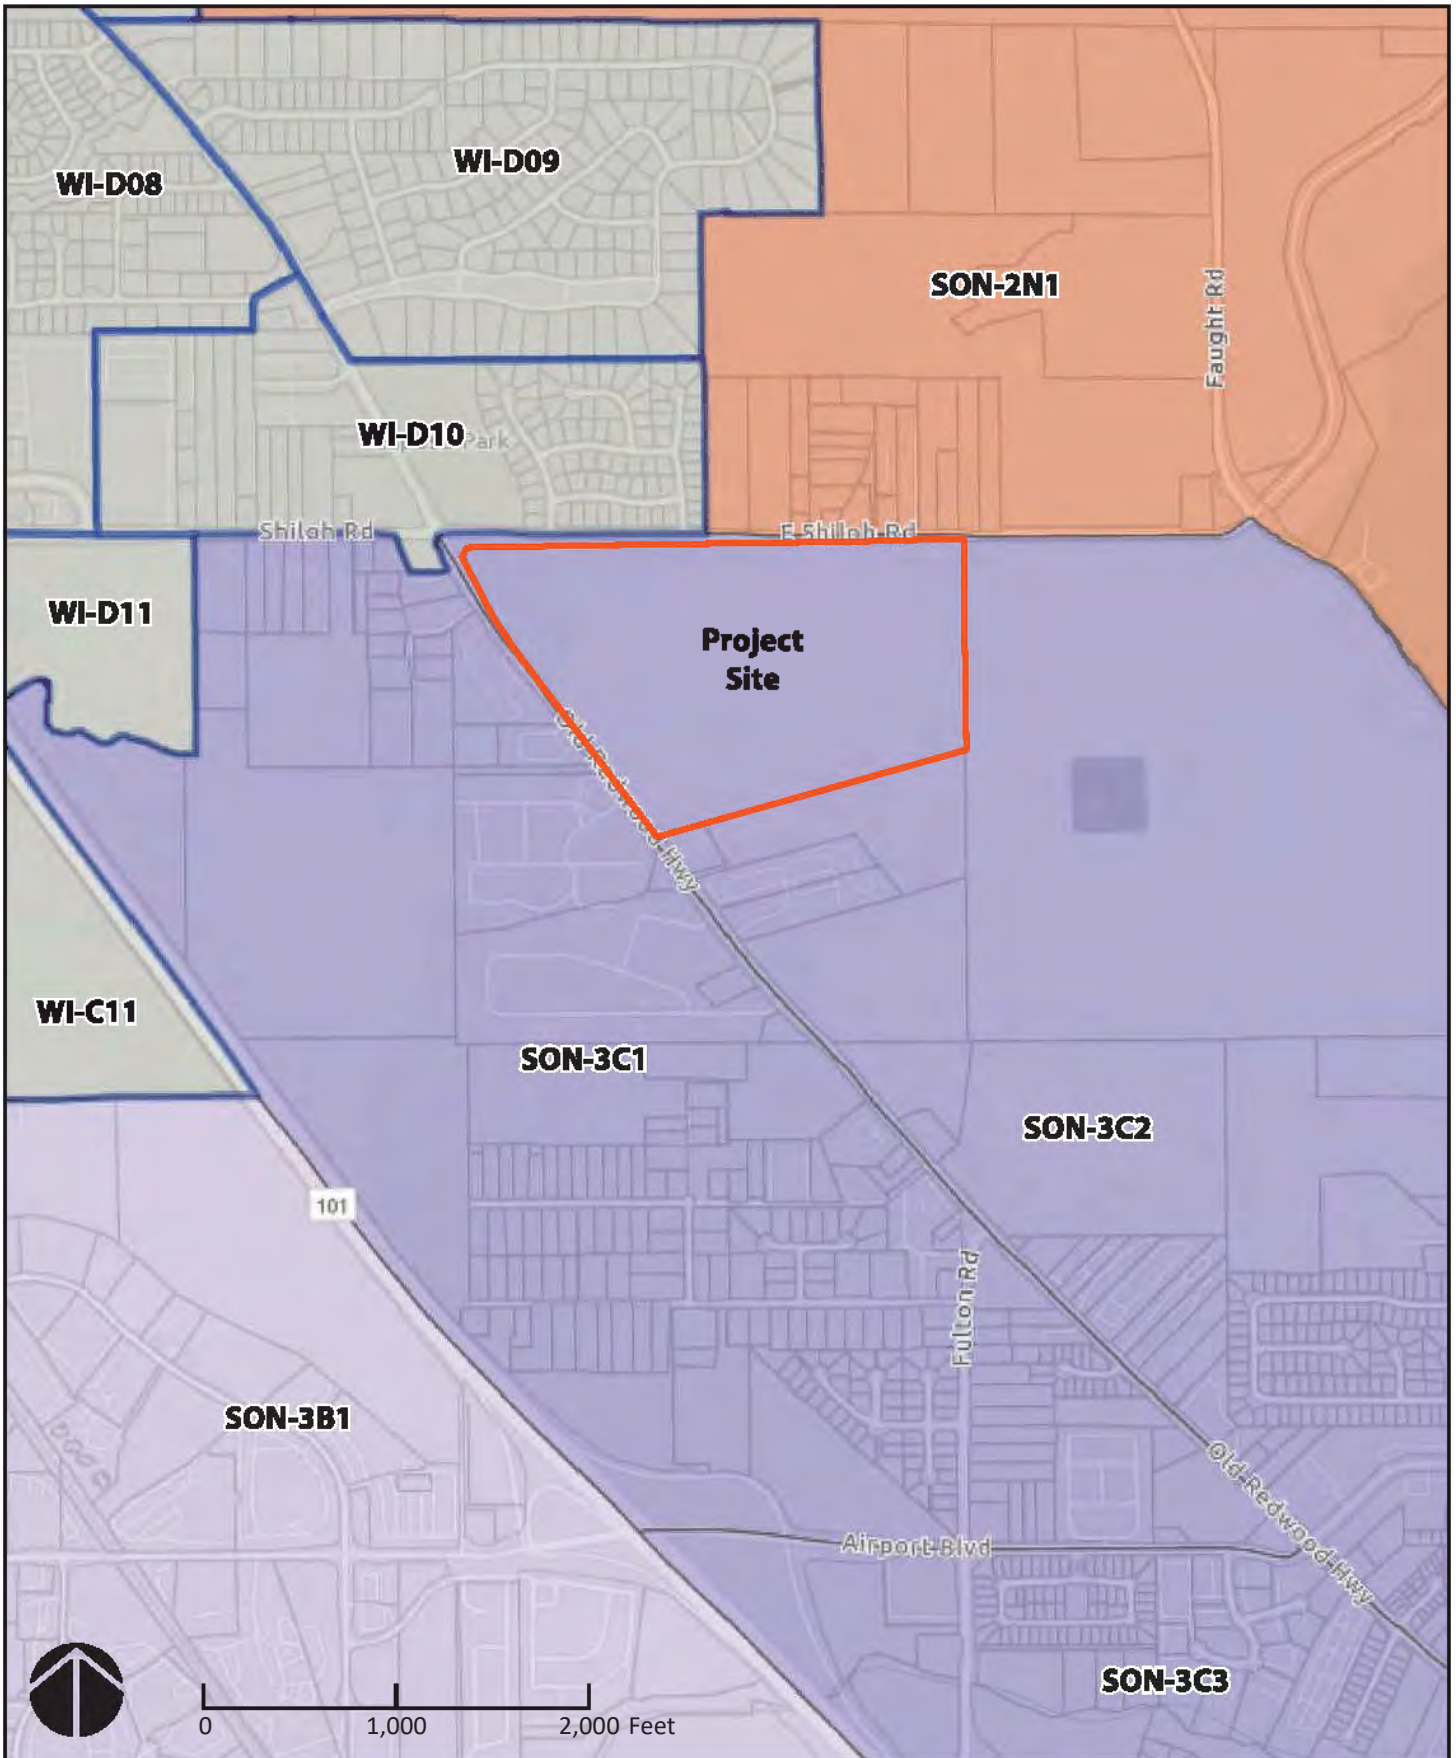 WI-D09
WI-D08
SON-2N1
Faught Rd
WI-D10
Park
Shiloh Rd
E Shiloh Rd
WI-D11
Project
Site
Old Redwood Hwy
WI-C11
SON-3C1
SON-3C2
101
Fulton Rd
SON-3B1
Old Redwood Hwy
Airport Blvd
SON-3C3
0 1,000 2,000 Feet